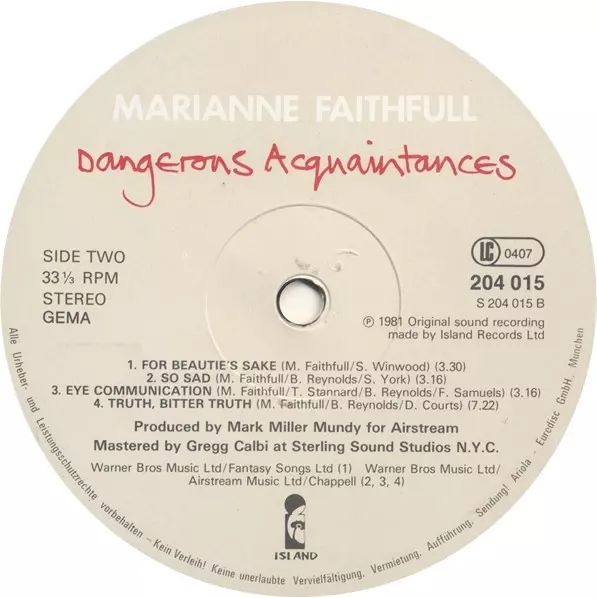 MARIANNE FAITHFULL
Dangerous Acquaintances
SIDE TWO
33 ⅓ RPM
STEREO
GEMA
LC 0407
204 015
S 204 015 B
℗ 1981 Original sound recording
made by Island Records Ltd
1. FOR BEAUTIE'S SAKE (M. Faithfull/S. Winwood) (3.30)
2. SO SAD (M. Faithfull/B. Reynolds/S. York) (3.16)
3. EYE COMMUNICATION (M. Faithfull/T. Stannard/B. Reynolds/F. Samuels) (3.16)
4. TRUTH, BITTER TRUTH (M. Faithfull/B. Reynolds/D. Courts) (7.22)
Produced by Mark Miller Mundy for Airstream
Mastered by Gregg Calbi at Sterling Sound Studios N.Y.C.
Warner Bros Music Ltd/Fantasy Songs Ltd (1) Warner Bros Music Ltd/
Airstream Music Ltd/Chappell (2, 3, 4)
ISLAND
Alle Urheber- und Leistungsschutzrechte vorbehalten – Kein Verleih! Keine unerlaubte Vervielfältigung, Vermietung, Aufführung, Sendung! Ariola - Eurodisc GmbH., München